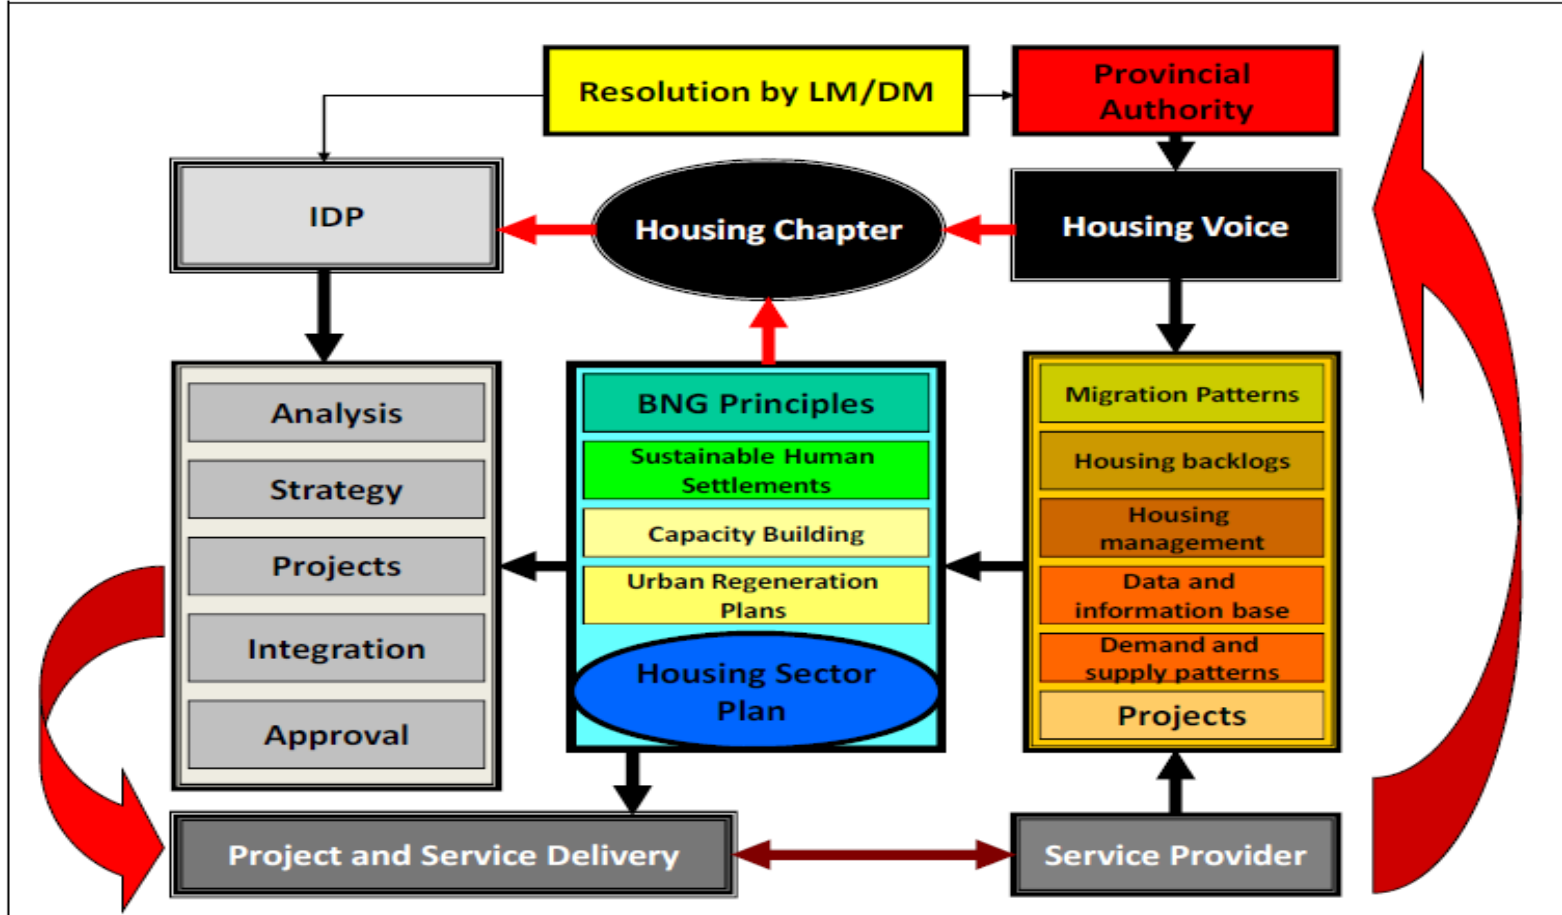 Resolution by LM/DM
Provincial
Authority
IDP
Housing Chapter
Housing Voice
Analysis
Strategy
Projects
Integration
Approval
BNG Principles
Sustainable Human
Settlements
Capacity Building
Urban Regeneration
Plans
Housing Sector
Plan
Migration Patterns
Housing backlogs
Housing
management
Data and
information base
Demand and
supply patterns
Projects
Project and Service Delivery
Service Provider